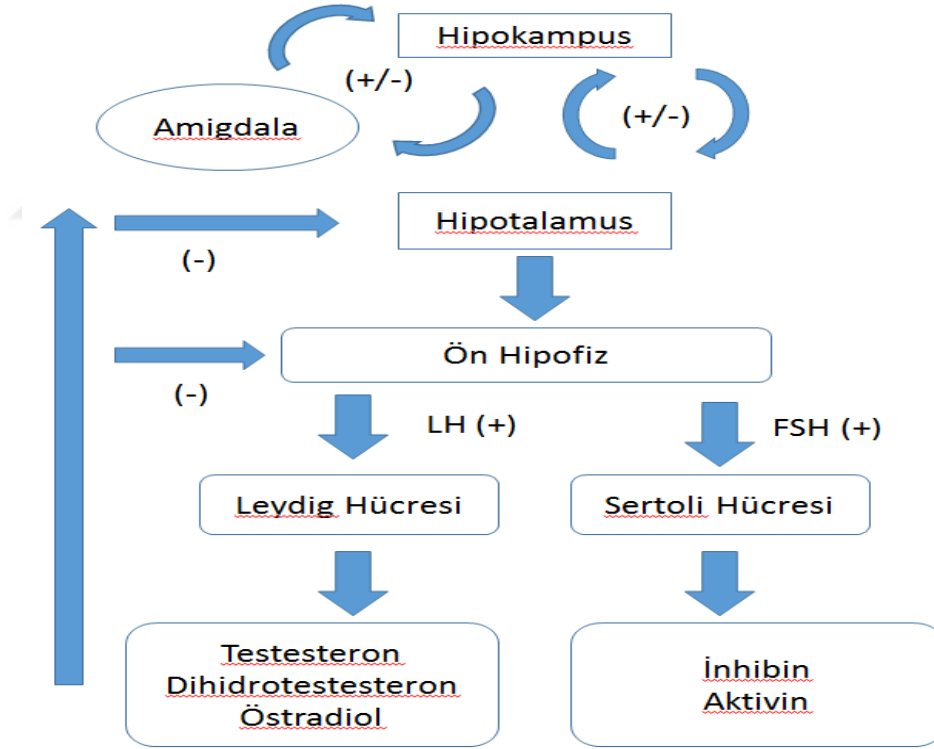 Hipokampus
(+/-)
Amigdala
(+/-)
Hipotalamus
(-)
Ön Hipofiz
(-)
LH (+)
FSH (+)
Leydig Hücresi
Sertoli Hücresi
Testesteron
Dihidrotestesteron
Östradiol
İnhibin
Aktivin